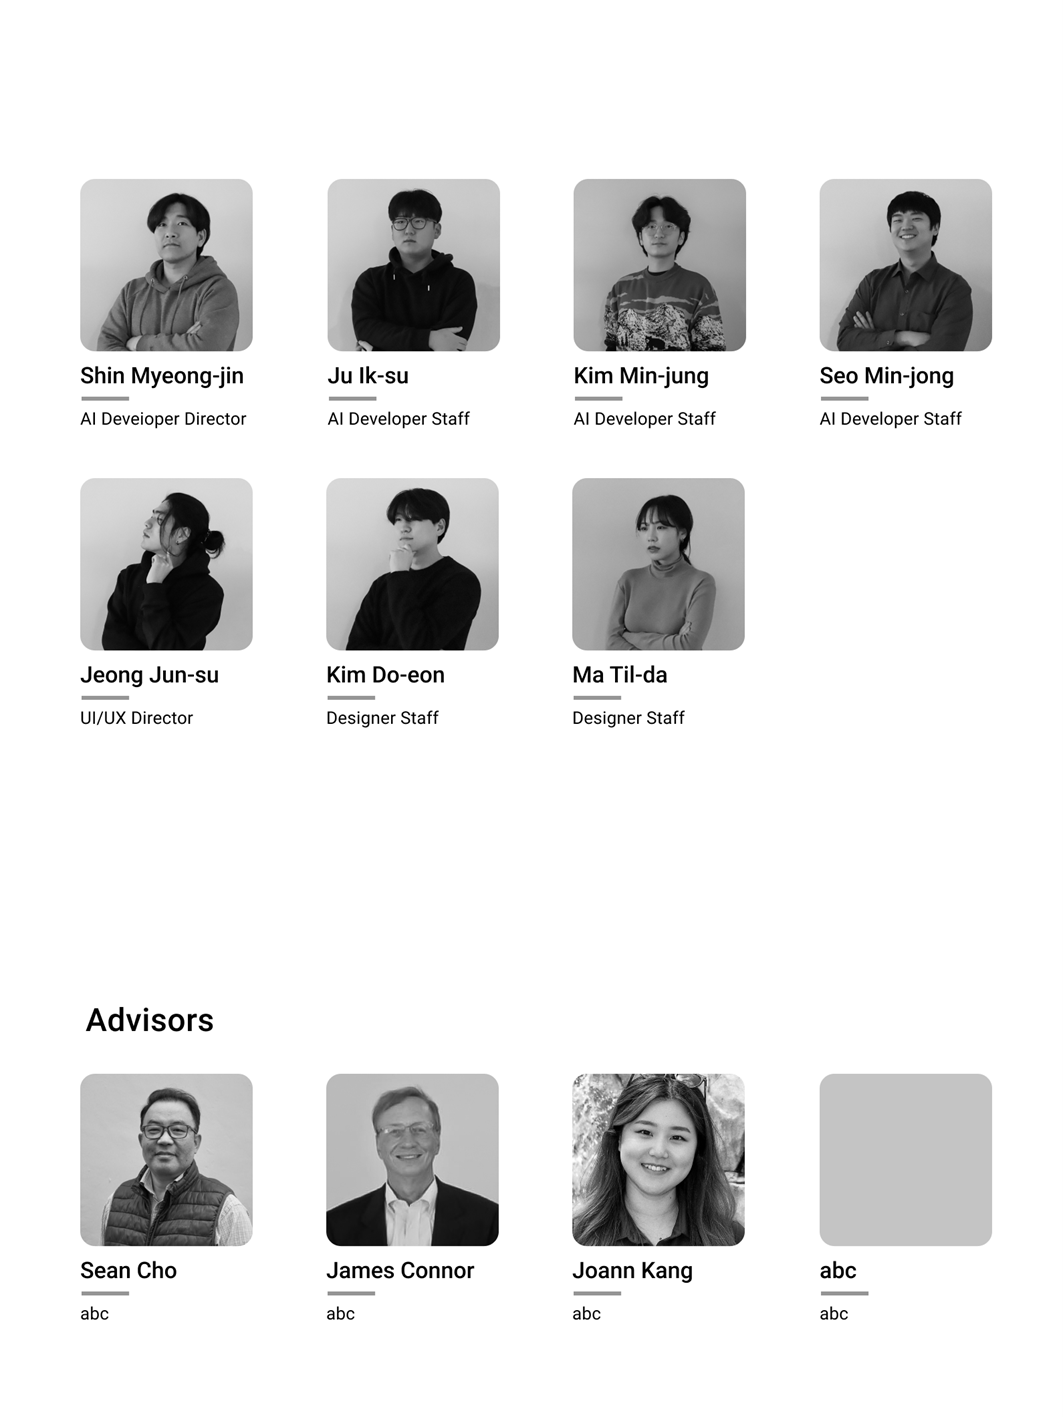 Shin Myeong-jin
AI Deveioper Director
Ju Ik-su
AI Developer Staff
Kim Min-jung
AI Developer Staff
Seo Min-jong
AI Developer Staff
Jeong Jun-su
UI/UX Director
Kim Do-eon
Designer Staff
Ma Til-da
Designer Staff
Advisors
Sean Cho
abc
James Connor
abc
Joann Kang
abc
abc
abc